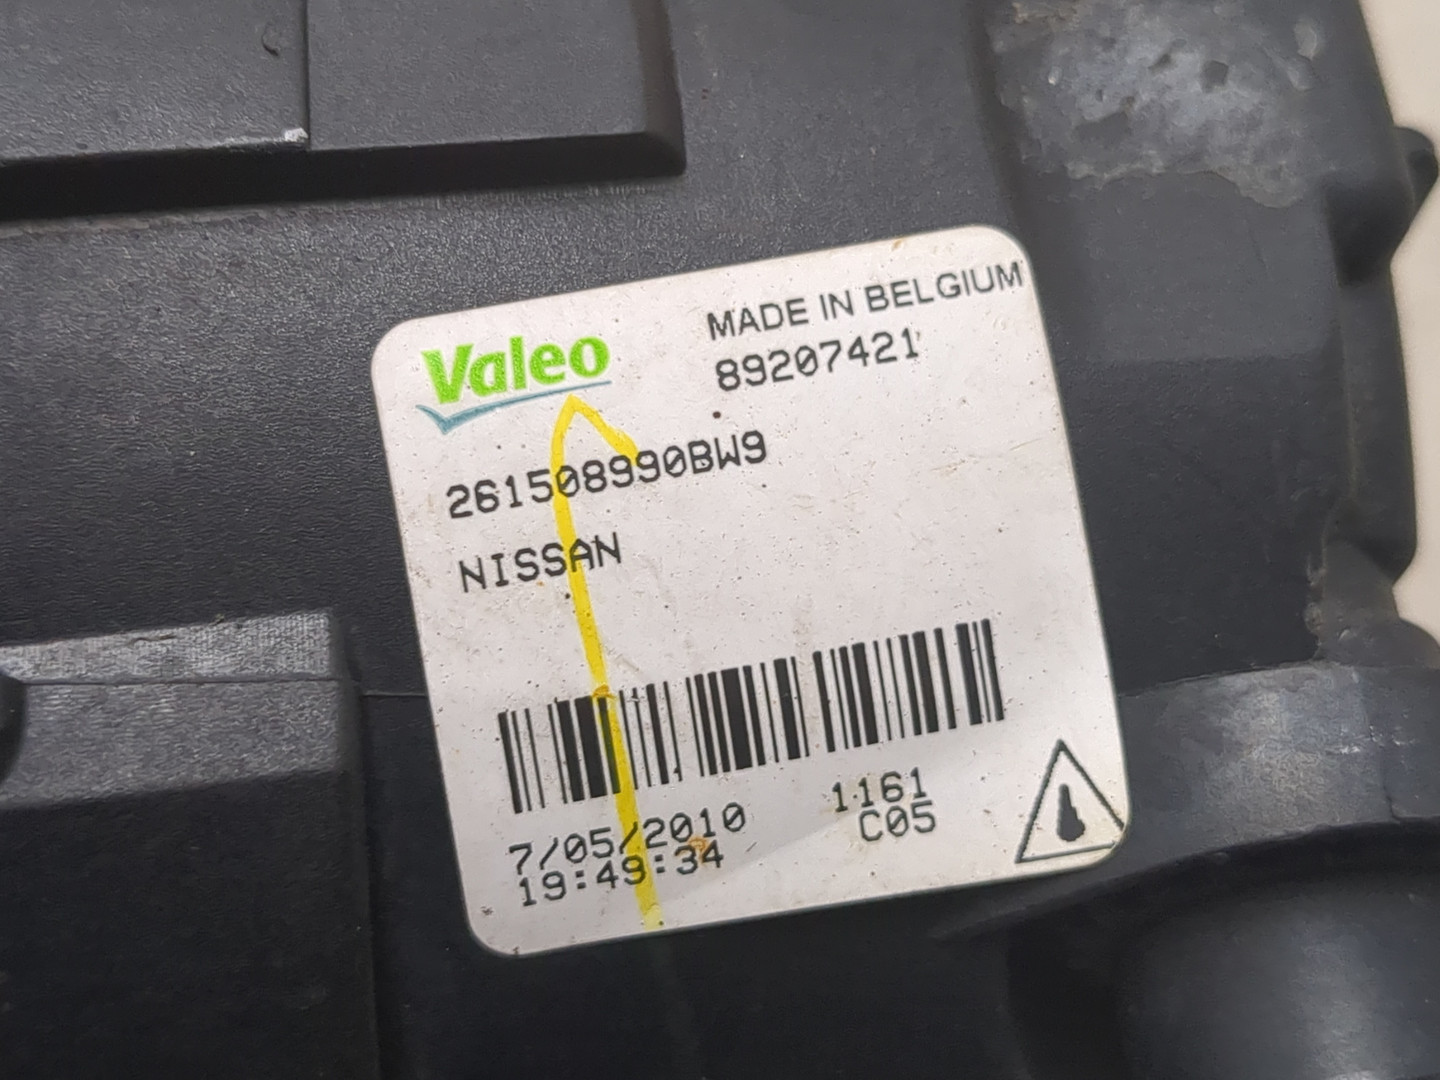 Valeo
MADE IN BELGIUM
89207421
261508990BW9
NISSAN
7/05/2010
19:49:34
1161
C05